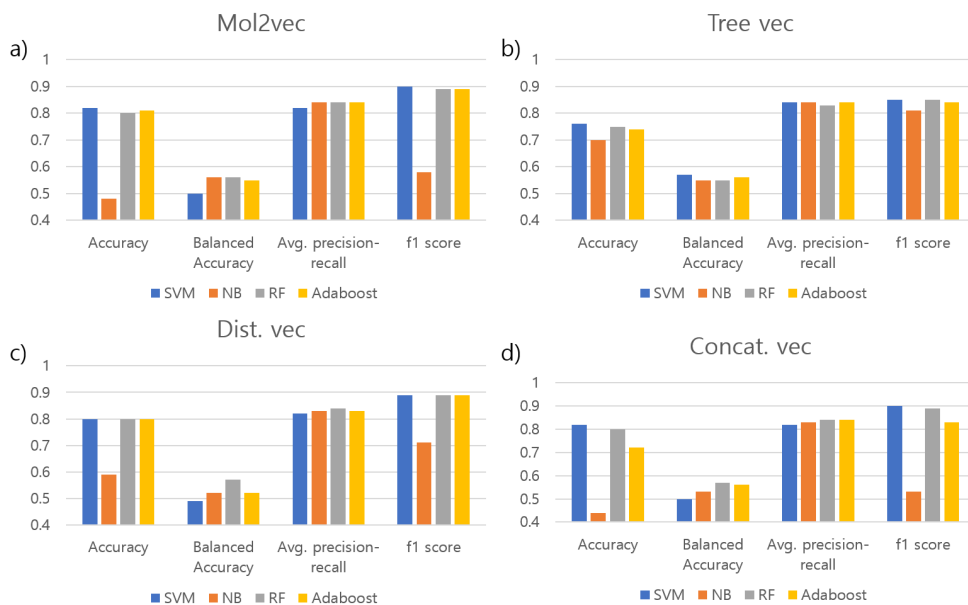 Mol2vec
a)
1
0.9
0.8
0.7
0.6
0.5
0.4
Accuracy
Balanced Accuracy
Avg. precision-recall
f1 score
SVM NB RF Adaboost
Tree vec
b)
1
0.9
0.8
0.7
0.6
0.5
0.4
Accuracy
Balanced Accuracy
Avg. precision-recall
f1 score
SVM NB RF Adaboost
Dist. vec
c)
1
0.9
0.8
0.7
0.6
0.5
0.4
Accuracy
Balanced Accuracy
Avg. precision-recall
f1 score
SVM NB RF Adaboost
Concat. vec
d)
1
0.9
0.8
0.7
0.6
0.5
0.4
Accuracy
Balanced Accuracy
Avg. precision-recall
f1 score
SVM NB RF Adaboost